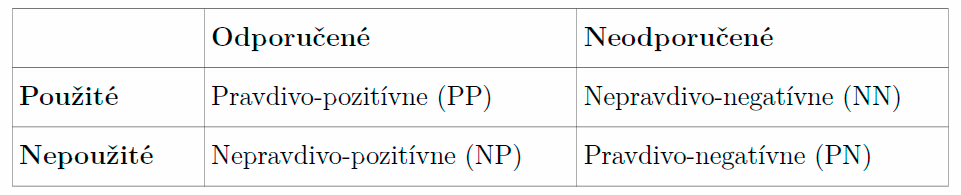 Odporučené Neodporučené
Použité Pravdivo-pozitívne (PP) Nepravdivo-negatívne (NN)
Nepoužité Nepravdivo-pozitívne (NP) Pravdivo-negatívne (PN)